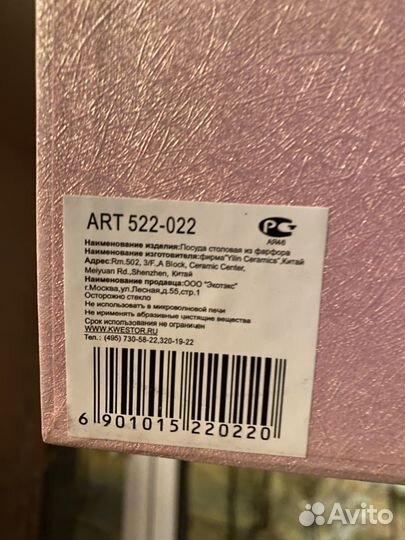 ART 522-022
АЯ46
Наименование изделия:Посуда столовая из фарфора
Наименование изготовителя:фирма"Yilin Ceramics",Китай
Адрес:Rm.502, 3/F.,A Block, Ceramic Center,
Meiyuan Rd.,Shenzhen, Китай
Наименование продавца:ООО "Экотэкс"
г.Москва,ул.Лесная,д.55,стр.1
Осторожно стекло
Не использовать в микроволновой печи
Не применять абразивные чистящие вещества
Срок использования не ограничен
WWW.KWESTOR.RU
Тел.: (495) 730-58-22,320-19-22
6 901015 220220
Avito